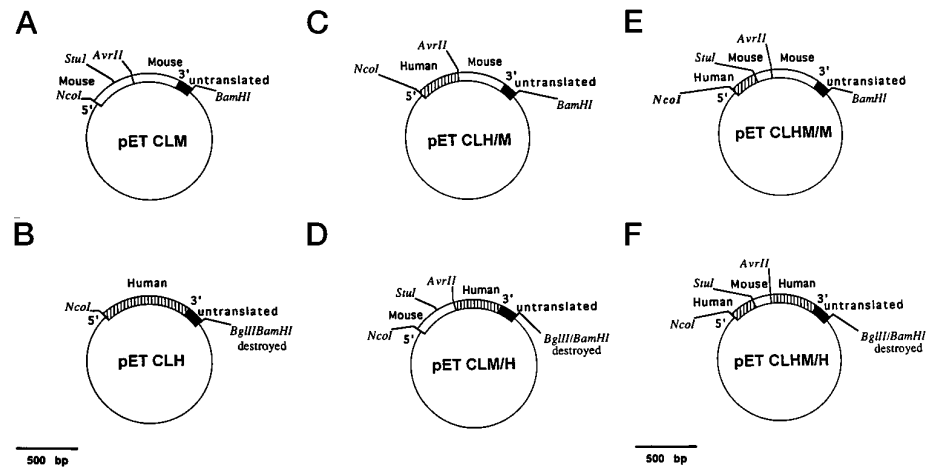 A
StuI
AvrII
Mouse
Mouse
3'
untranslated
NcoI
5'
BamHI
pET CLM
C
AvrII
Human
Mouse
NcoI
3'
untranslated
5'
BamHI
pET CLH/M
E
AvrII
StuI
Mouse
Mouse
Human
3'
untranslated
NcoI
5'
BamHI
pET CLHM/M
B
Human
NcoI
3'
5'
untranslated
BglIIBamHI
destroyed
pET CLH
500 bp
D
AvrII
StuI
Human
3'
Mouse
untranslated
NcoI
5'
BglII/BamHI
destroyed
pET CLM/H
F
AvrII
StuI
Mouse
Human
Human
3'
untranslated
NcoI
5'
BglII/BamHI
destroyed
pET CLHM/H
500 bp